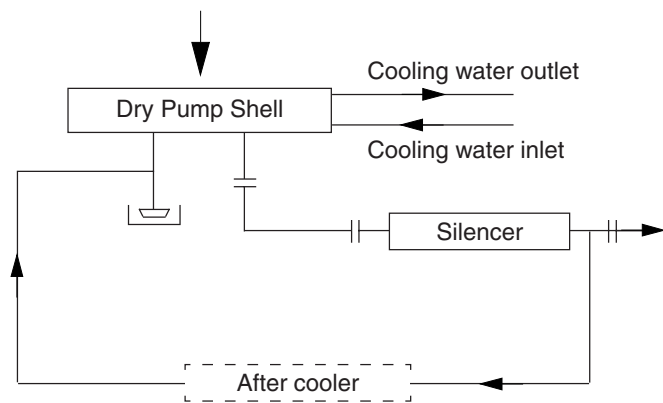 Cooling water outlet
Dry Pump Shell
Cooling water inlet
Silencer
After cooler